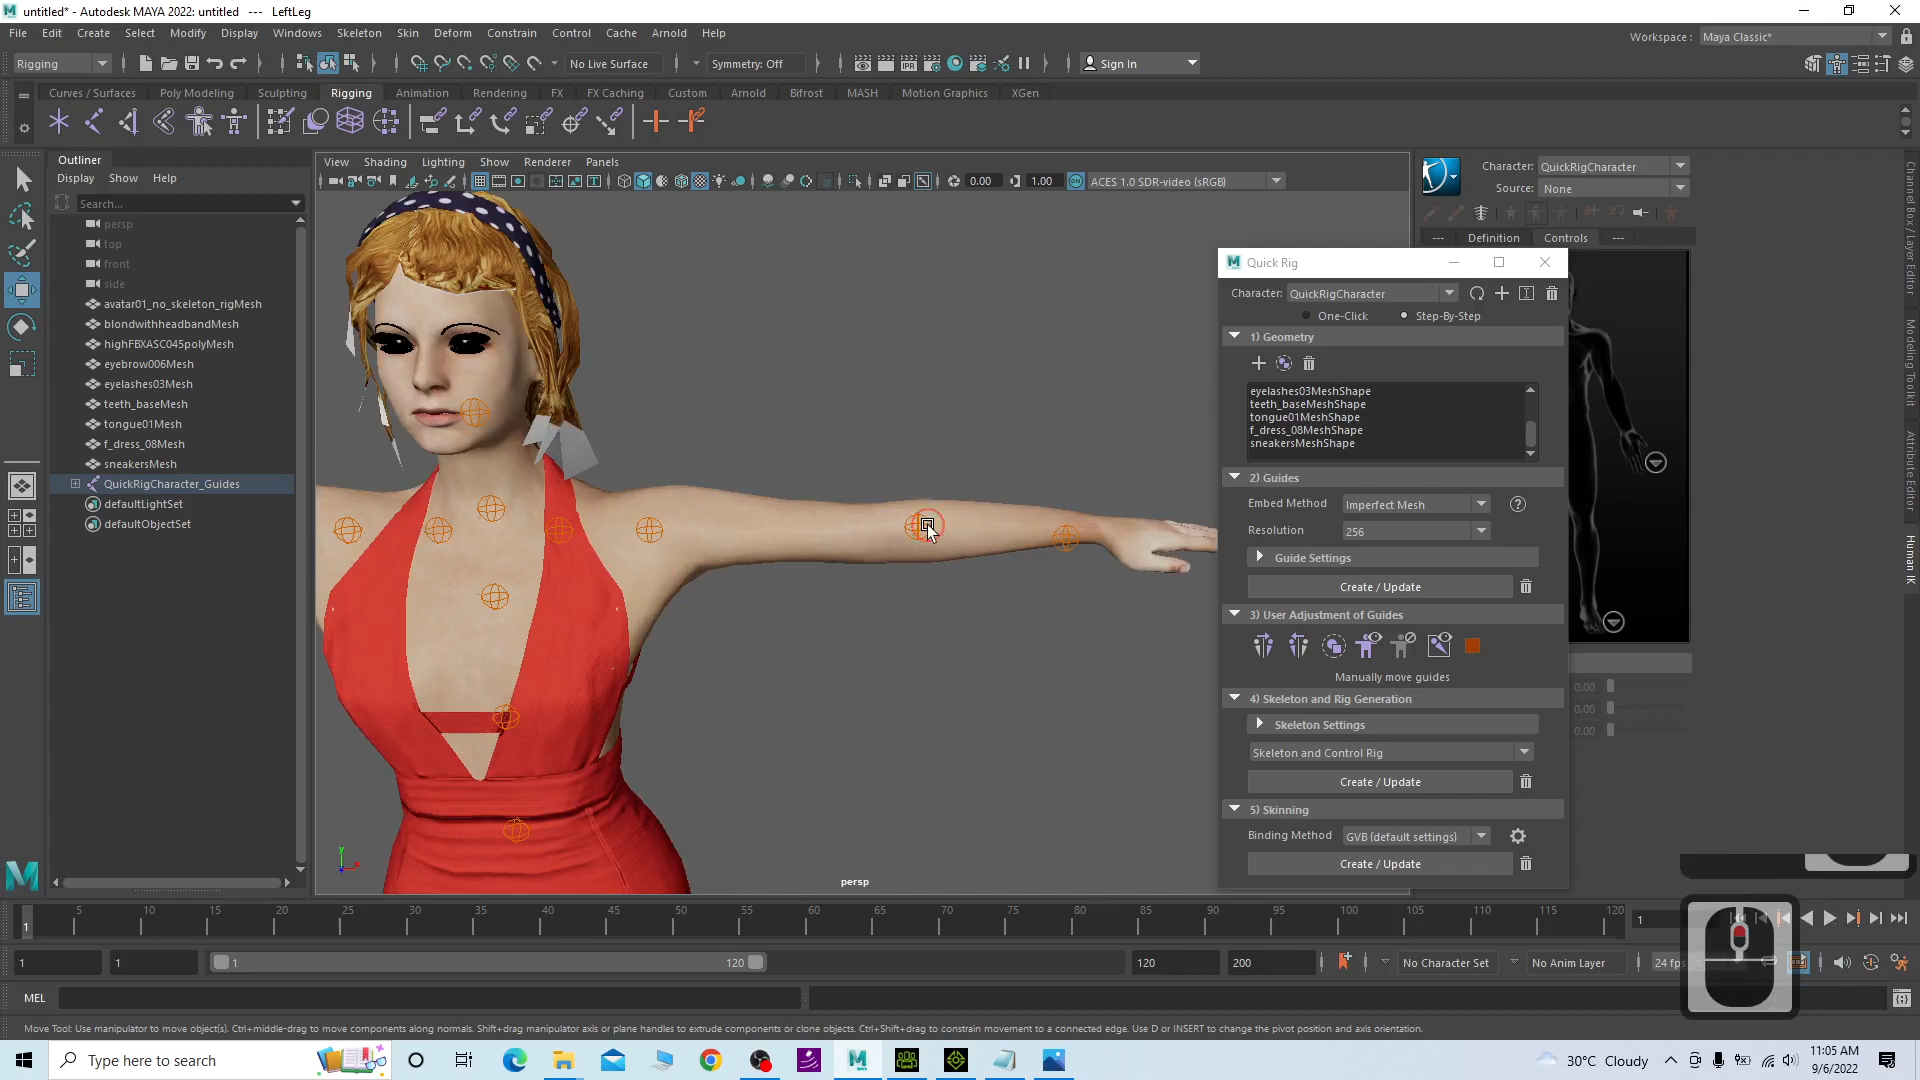 untitled* - Autodesk MAYA 2022: untitled   ---   LeftLeg
File Edit Create Select Modify Display Windows Skeleton Skin Deform Constrain Control Cache Arnold Help
Workspace : Maya Classic*
Rigging
No Live Surface
Symmetry: Off
Sign In
Curves / Surfaces Poly Modeling Sculpting Rigging Animation Rendering FX FX Caching Custom Arnold Bifrost MASH Motion Graphics XGen
Outliner
Display Show Help
Search...
persp
top
front
side
avatar01_no_skeleton_rigMesh
blondwithheadbandMesh
highFBXASC045polyMesh
eyebrow006Mesh
eyelashes03Mesh
teeth_baseMesh
tongue01Mesh
f_dress_08Mesh
sneakersMesh
QuickRigCharacter_Guides
defaultLightSet
defaultObjectSet
View Shading Lighting Show Renderer Panels
0.00
1.00
ACES 1.0 SDR-video (sRGB)
y
x
persp
Character: QuickRigCharacter
Source: None
--- Definition Controls ---
Quick Rig
Character: QuickRigCharacter
One-Click
Step-By-Step
1) Geometry
eyelashes03MeshShape
teeth_baseMeshShape
tongue01MeshShape
f_dress_08MeshShape
sneakersMeshShape
2) Guides
Embed Method Imperfect Mesh
Resolution 256
Guide Settings
Create / Update
3) User Adjustment of Guides
Manually move guides
4) Skeleton and Rig Generation
Skeleton Settings
Skeleton and Control Rig
Create / Update
5) Skinning
Binding Method GVB (default settings)
Create / Update
0.00
0.00
0.00
Channel Box / Layer Editor
Modeling Toolkit
Attribute Editor
Human IK
5 10 15 20 25 30 35 40 45 50 55 60 65 70 75 80 85 90 95 100 105 110 115 120
1
1
1
1
1
120
120
200
No Character Set
No Anim Layer
24 fps
MEL
Move Tool: Use manipulator to move object(s). Ctrl+middle-drag to move components along normals. Shift+drag manipulator axis or plane handles to extrude components or clone objects. Ctrl+Shift+drag to constrain movement to a connected edge. Use D or INSERT to change the pivot position and axis orientation.
Type here to search
30°C Cloudy
11:05 AM
9/6/2022